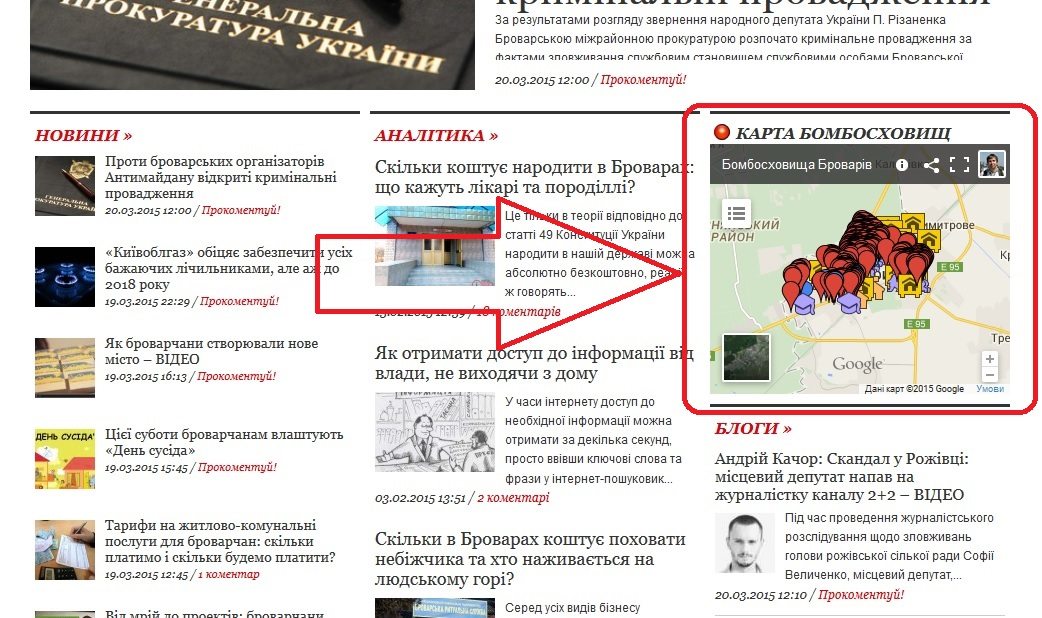 ГЕНЕРАЛЬНА
ПРОКУРАТУРА УКРАЇНИ
кримінальні провадження
За результатами розгляду звернення народного депутата України П. Різаненка
Броварською міжрайонною прокуратурою розпочато кримінальне провадження за
фактами зловживання службовим становищем службовими особами Броварської
20.03.2015 12:00 / Прокоментуй!
НОВИНИ »
Проти броварських організаторів
Антимайдану відкриті кримінальні
провадження
20.03.2015 12:00 / Прокоментуй!
«Київоблгаз» обіцяє забезпечити усіх
бажаючих лічильниками, але аж до
2018 року
19.03.2015 22:29 / Прокоментуй!
Як броварчани створювали нове
місто – ВІДЕО
19.03.2015 16:13 / Прокоментуй!
ДЕНЬ СУСІДА
Цієї суботи броварчанам влаштують
«День сусіда»
19.03.2015 15:45 / Прокоментуй!
Тарифи на житлово-комунальні
послуги для броварчан: скільки
платимо і скільки будемо платити?
19.03.2015 12:45 / 1 коментар
Від мрій до проектів: броварчани
АНАЛІТИКА »
Скільки коштує народити в Броварах:
що кажуть лікарі та породіллі?
Це тільки в теорії відповідно до
статті 49 Конституції України
народити в нашій державі можна
абсолютно безкоштовно, реалії
ж говорять...
13.02.2015 12:39 / 18 коментарів
Як отримати доступ до інформації від
влади, не виходячи з дому
ІНФОРМАЦІЯ
У часи інтернету доступ до
необхідної інформації можна
отримати за декілька секунд,
просто ввівши ключові слова та
фрази у інтернет-пошуковик...
03.02.2015 13:51 / 2 коментарі
Скільки в Броварах коштує поховати
небіжчика та хто наживається на
людському горі?
БРОВАРСЬКА РИТУАЛЬНА СЛУЖБА
Серед усіх видів бізнесу
КАРТА БОМБОСХОВИЩ
Бомбосховища Броварів
РАЙОН
Димитрове
E 95
E 95
Тре
Google
Дані карт ©2015 Google Умови
БЛОГИ »
Андрій Качор: Скандал у Рожівці:
місцевий депутат напав на
журналістку каналу 2+2 – ВІДЕО
Під час проведення журналістського
розслідування щодо зловживань
голови рожівської сілької ради Софії
Величенко, місцевий депутат,...
20.03.2015 12:10 / Прокоментуй!